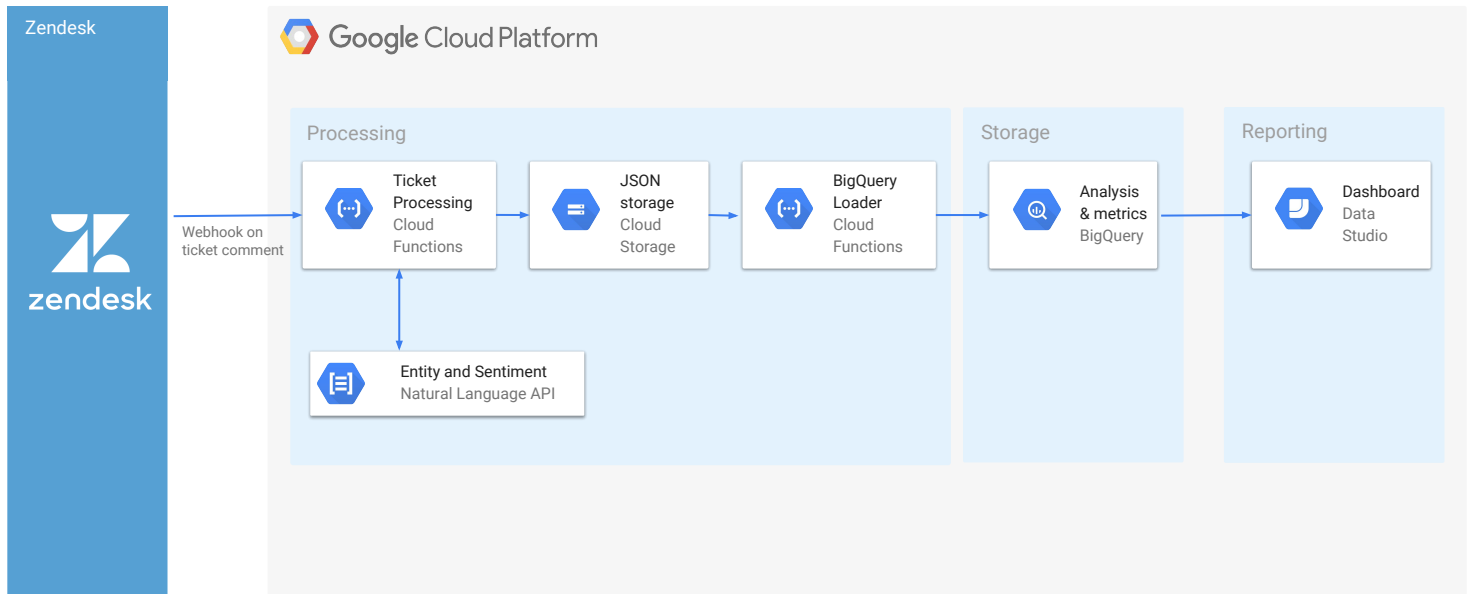 Zendesk
zendesk
Webhook on
ticket comment
Google Cloud Platform
Processing
Ticket
Processing
Cloud
Functions
JSON
storage
Cloud
Storage
BigQuery
Loader
Cloud
Functions
Entity and Sentiment
Natural Language API
Storage
Analysis
& metrics
BigQuery
Reporting
Dashboard
Data
Studio